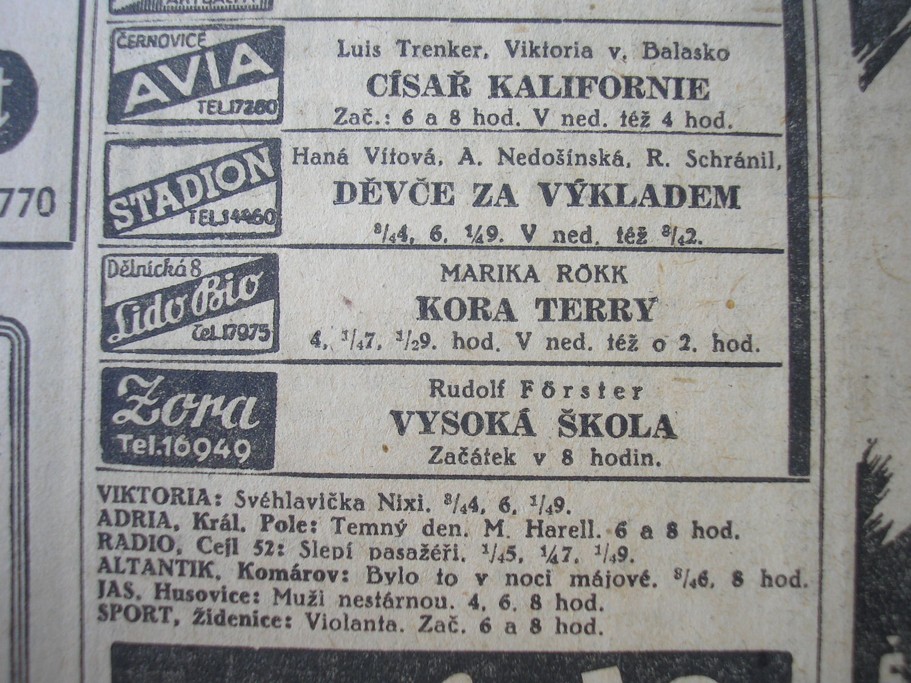 770
ČERNOVICE
AVIA
TEL.17280
Luis Trenker, Viktoria v. Balasko
CÍSAŘ KALIFORNIE
Zač.: 6 a 8 hod. V ned. též 4 hod.
STADION
TEL.14460
Haná Vítová, A. Nedošínská, R. Schránil,
DĚVČE ZA VÝKLADEM
³/₄4, 6, ¼9. V ned. též ³/₄2.
Dělnická 8
Lido Bio
Tel.17975
MARIKA RÖKK
KORA TERRY
4, ¹/₄7, ¹/₂9. hod. V ned. též o 2. hod.
Zora
Tel.16949
Rudolf Förster
VYSOKÁ ŠKOLA
Začátek v 8 hodin.
VIKTORIA: Svéhlavička Nixi. ³/₄4, 6, ¹/₄9.
ADRIA, Král. Pole: Temný den. M. Harell. 6 a 8 hod.
RADIO, Cejl 52: Slepí pasažéři. ¹/₄5, ¼7, ¹/₄9.
ALTANTIK, Komárov: Bylo to v noci májové. ³/₄6, 8 hod.
JAS, Husovice: Muži nestárnou. 4, 6, 8 hod.
SPORT, Židenice: Violanta. Zač. 6 a 8 hod.